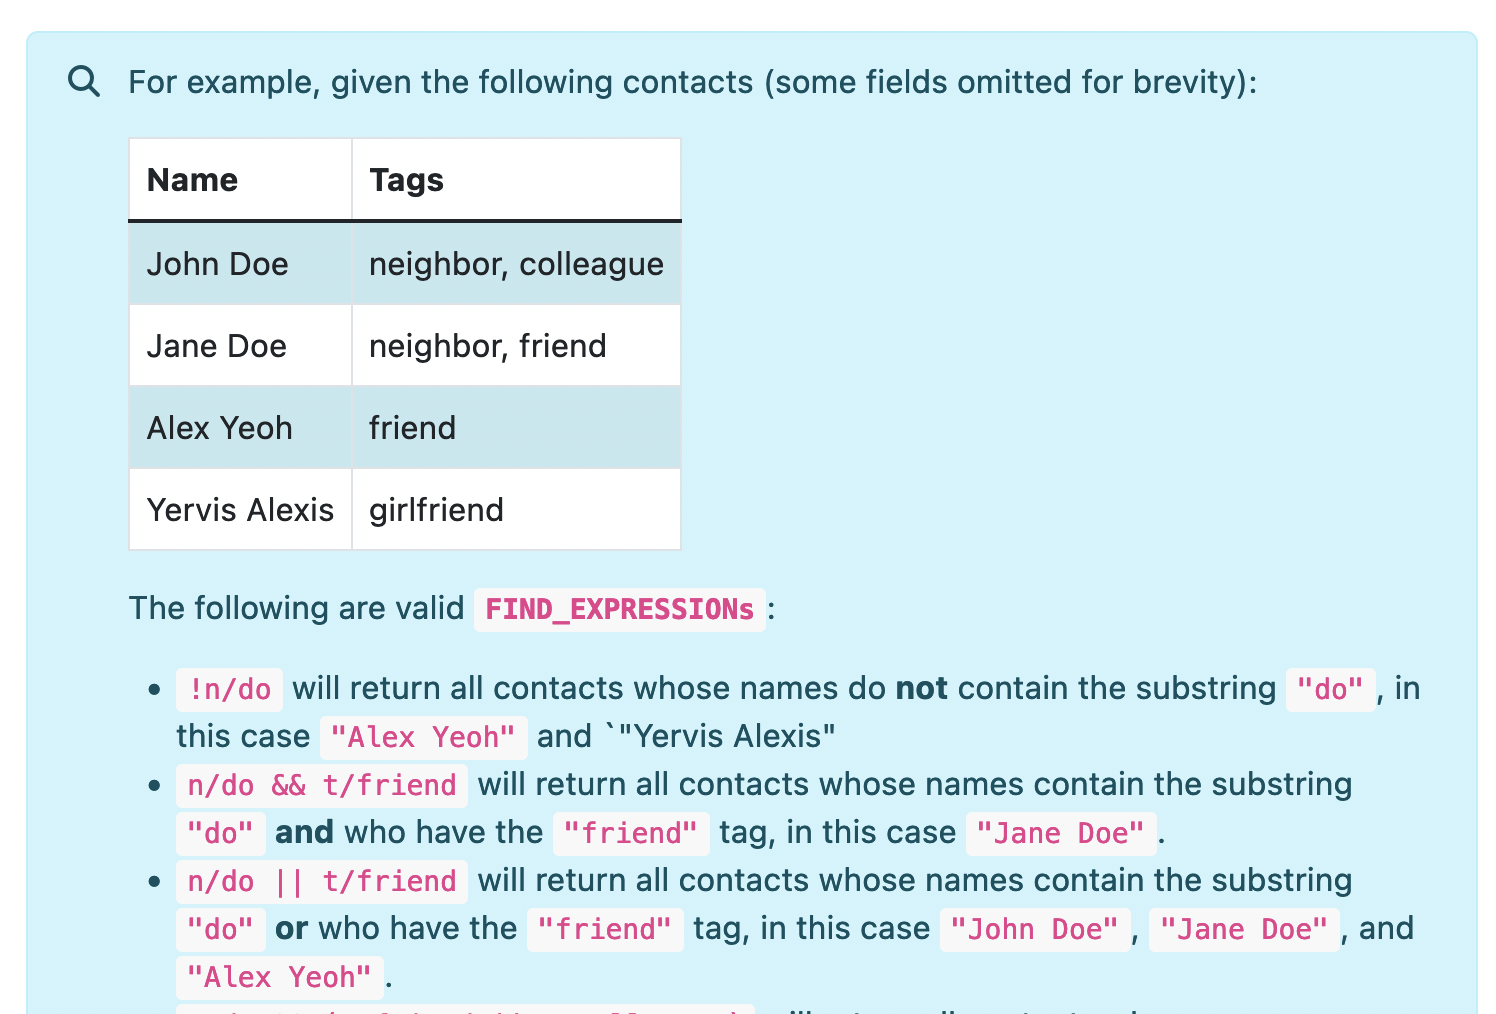 For example, given the following contacts (some fields omitted for brevity):
Name Tags
John Doe neighbor, colleague
Jane Doe neighbor, friend
Alex Yeoh friend
Yervis Alexis girlfriend
The following are valid FIND_EXPRESSIONs:
• !n/do will return all contacts whose names do not contain the substring "do", in
this case "Alex Yeoh" and `"Yervis Alexis"
• n/do && t/friend will return all contacts whose names contain the substring
"do" and who have the "friend" tag, in this case "Jane Doe".
• n/do || t/friend will return all contacts whose names contain the substring
"do" or who have the "friend" tag, in this case "John Doe", "Jane Doe", and
"Alex Yeoh".